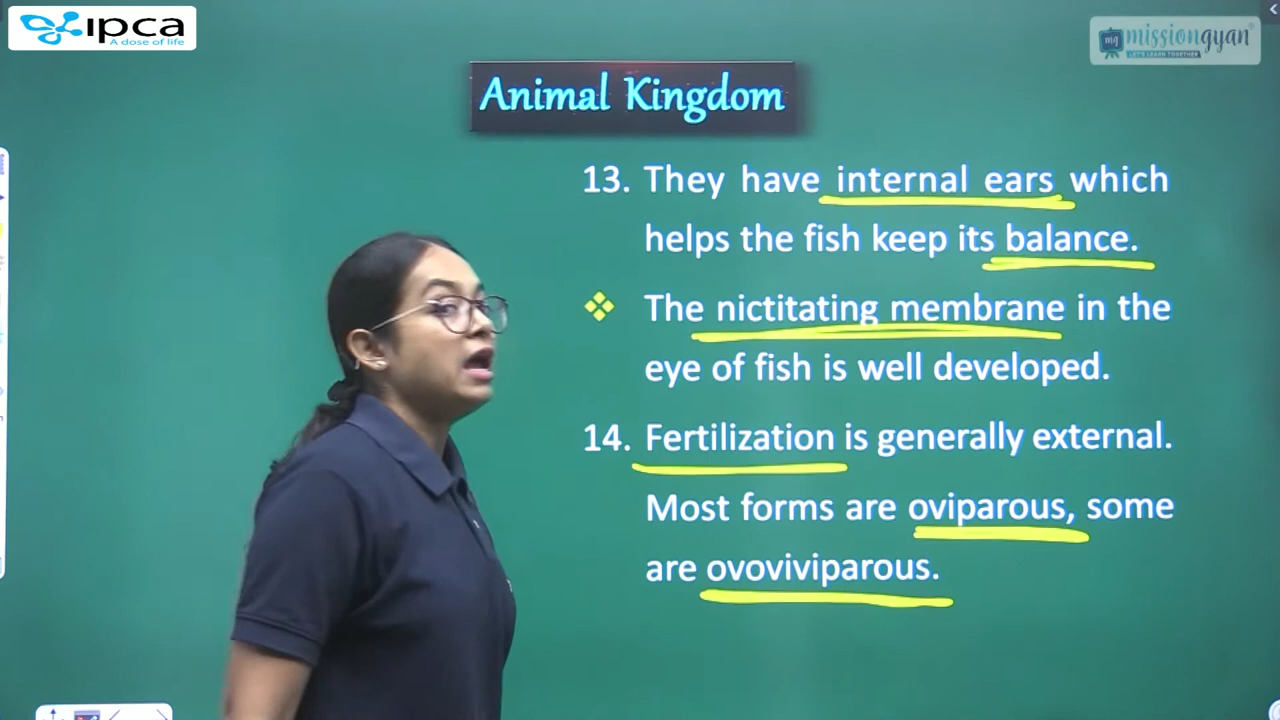 ipca
A dose of life
mg missiongyan
LET'S LEARN TOGETHER
Animal Kingdom
13. They have internal ears which
helps the fish keep its balance.
❖ The nictitating membrane in the
eye of fish is well developed.
14. Fertilization is generally external.
Most forms are oviparous, some
are ovoviviparous.